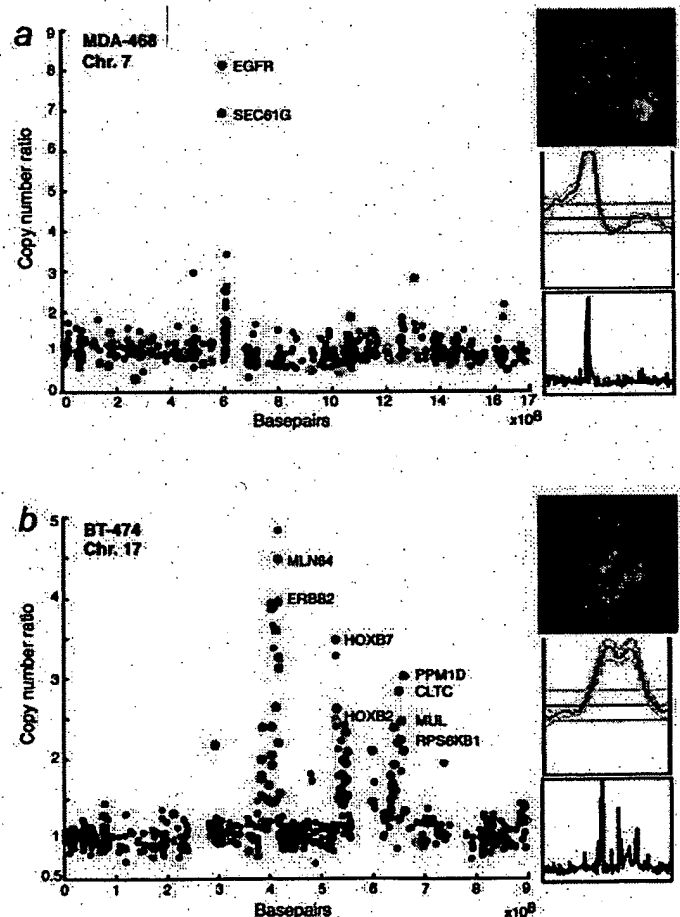 a
MDA-468
Chr. 7
Copy number ratio
9
8
7
6
5
4
3
2
1
0
EGFR
SEC61G
0 2 4 6 8 10 12 14 16 17
Basepairs
x10⁸
b
BT-474
Chr. 17
Copy number ratio
5
4
3
2
1
0.5
MLN64
ERBB2
HOXB7
PPM1D
CLTC
HOXB2
MUL
RPS6KB1
0 1 2 3 4 5 6 7 8 9
Basepairs
x10⁸